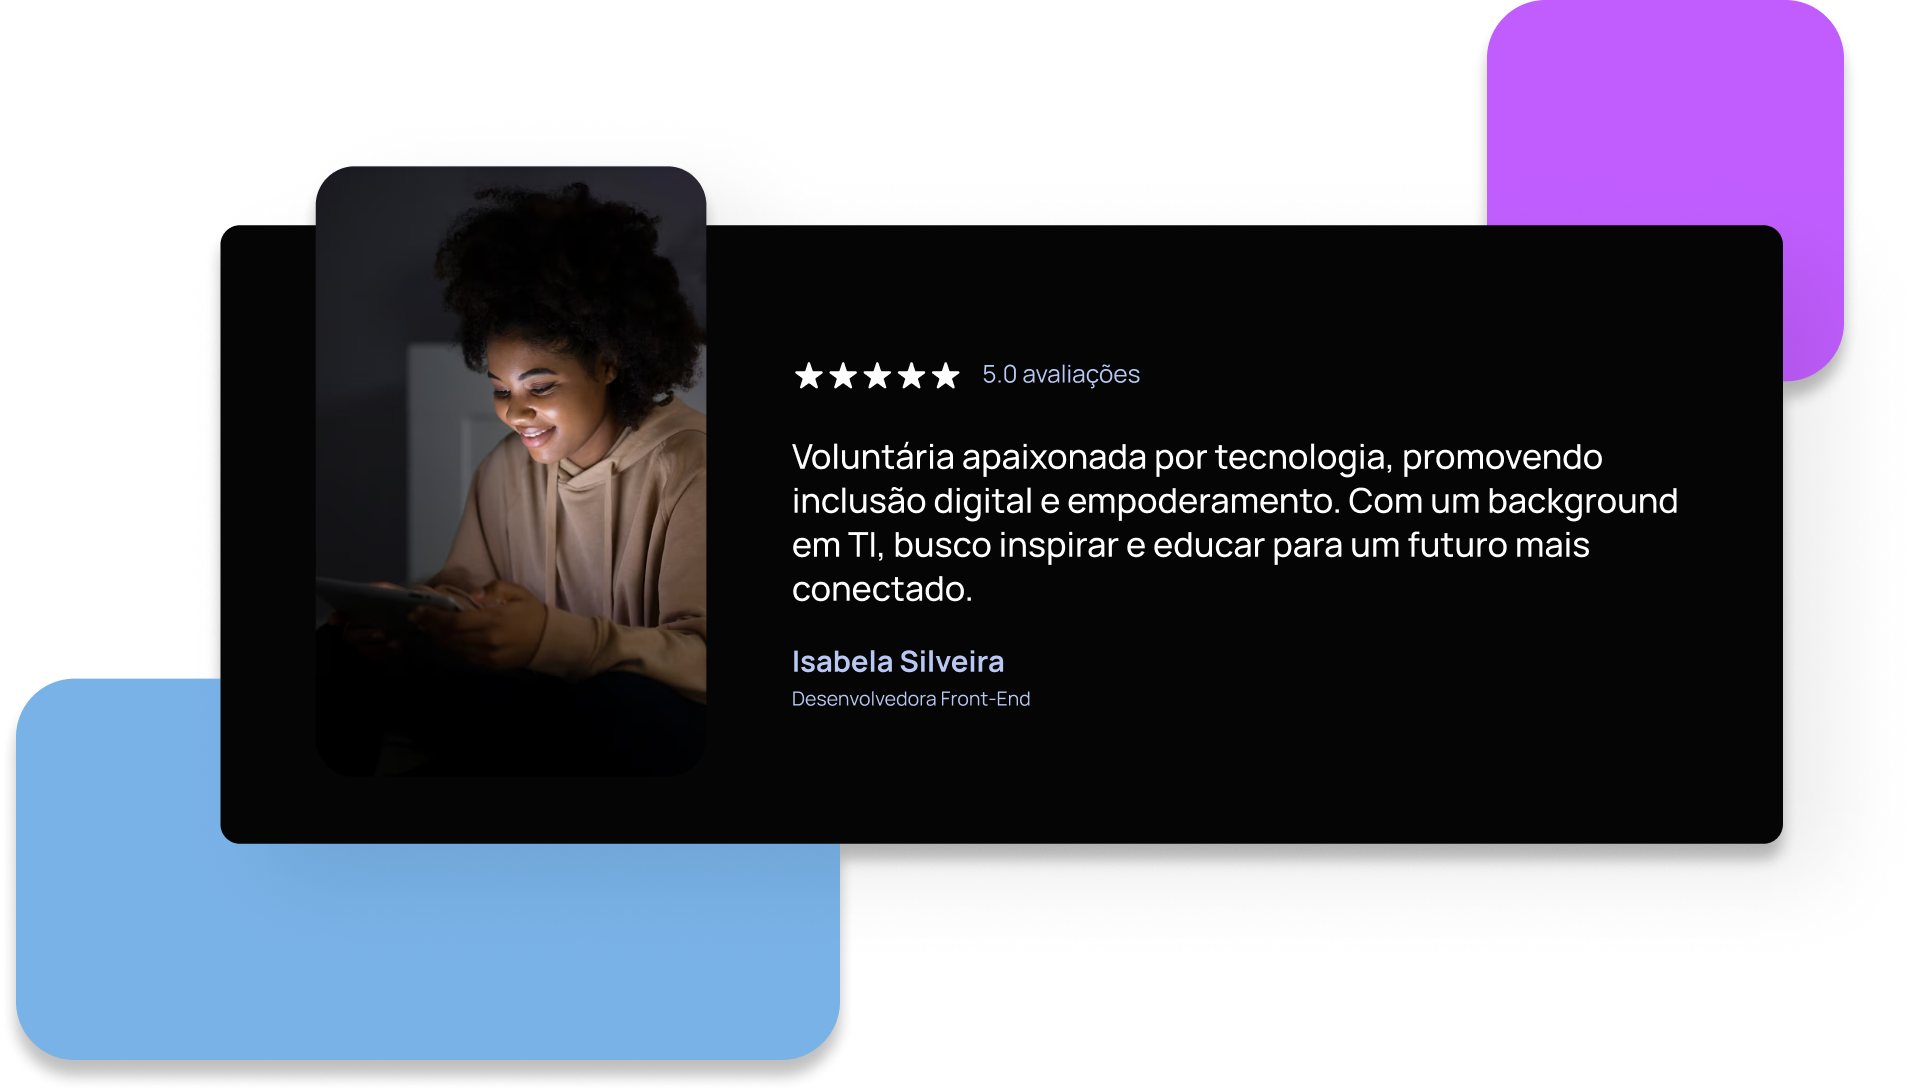 5.0 avaliações
Voluntária apaixonada por tecnologia, promovendo
inclusão digital e empoderamento. Com um background
em TI, busco inspirar e educar para um futuro mais
conectado.
Isabela Silveira
Desenvolvedora Front-End